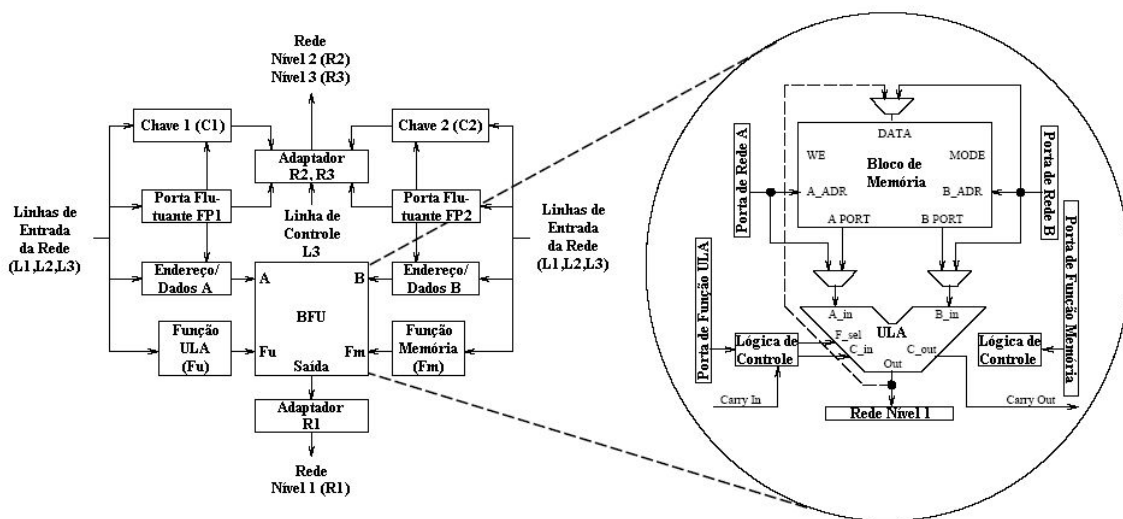 Rede
Nível 2 (R2)
Nível 3 (R3)
Chave 1 (C1)
Chave 2 (C2)
Adaptador
R2, R3
Porta Flu-
tuante FP1
Porta Flu-
tuante FP2
Linha de
Controle
L3
Linhas de
Entrada
da Rede
(L1,L2,L3)
Linhas de
Entrada
da Rede
(L1,L2,L3)
Endereço/
Dados A
Endereço/
Dados B
A
B
BFU
Função
ULA
(Fu)
Fu
Fm
Função
Memória
(Fm)
Saída
Adaptador
R1
Rede
Nível 1 (R1)
Porta de Rede A
DATA
WE
MODE
Bloco de
Memória
A_ADR
B_ADR
A PORT
B PORT
Porta de Rede B
Porta de Função ULA
Porta de Função Memória
A_in
B_in
ULA
F_sel
C_in
C_out
Out
Lógica de
Controle
Lógica de
Controle
Carry In
Carry Out
Rede Nível 1